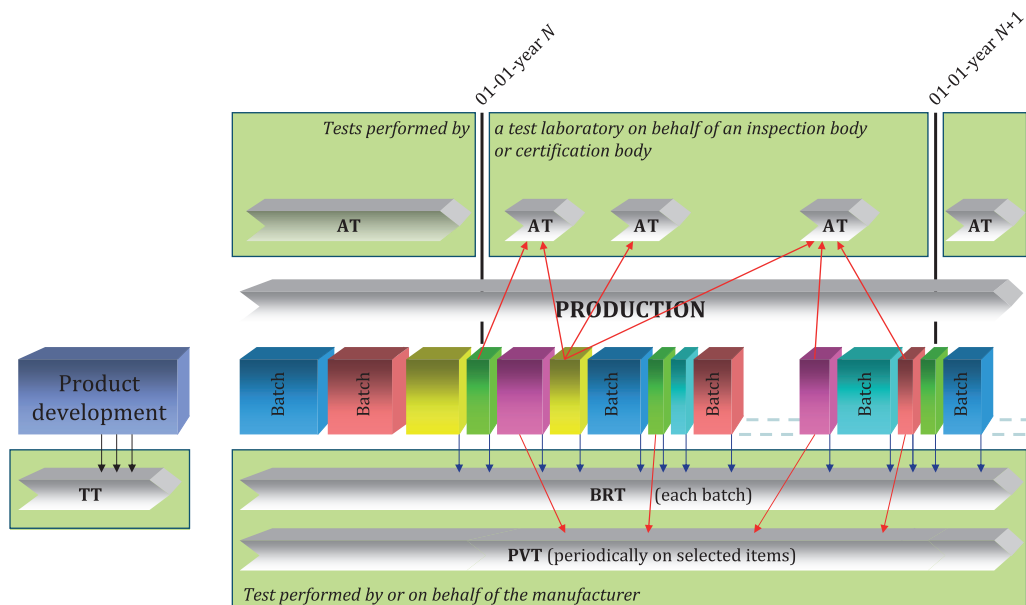 01-01-year N
01-01-year N+1
Tests performed by
a test laboratory on behalf of an inspection body
or certification body
AT
AT
AT
AT
AT
PRODUCTION
Product
development
Batch
Batch
Batch
Batch
Batch
Batch
TT
BRT (each batch)
PVT (periodically on selected items)
Test performed by or on behalf of the manufacturer